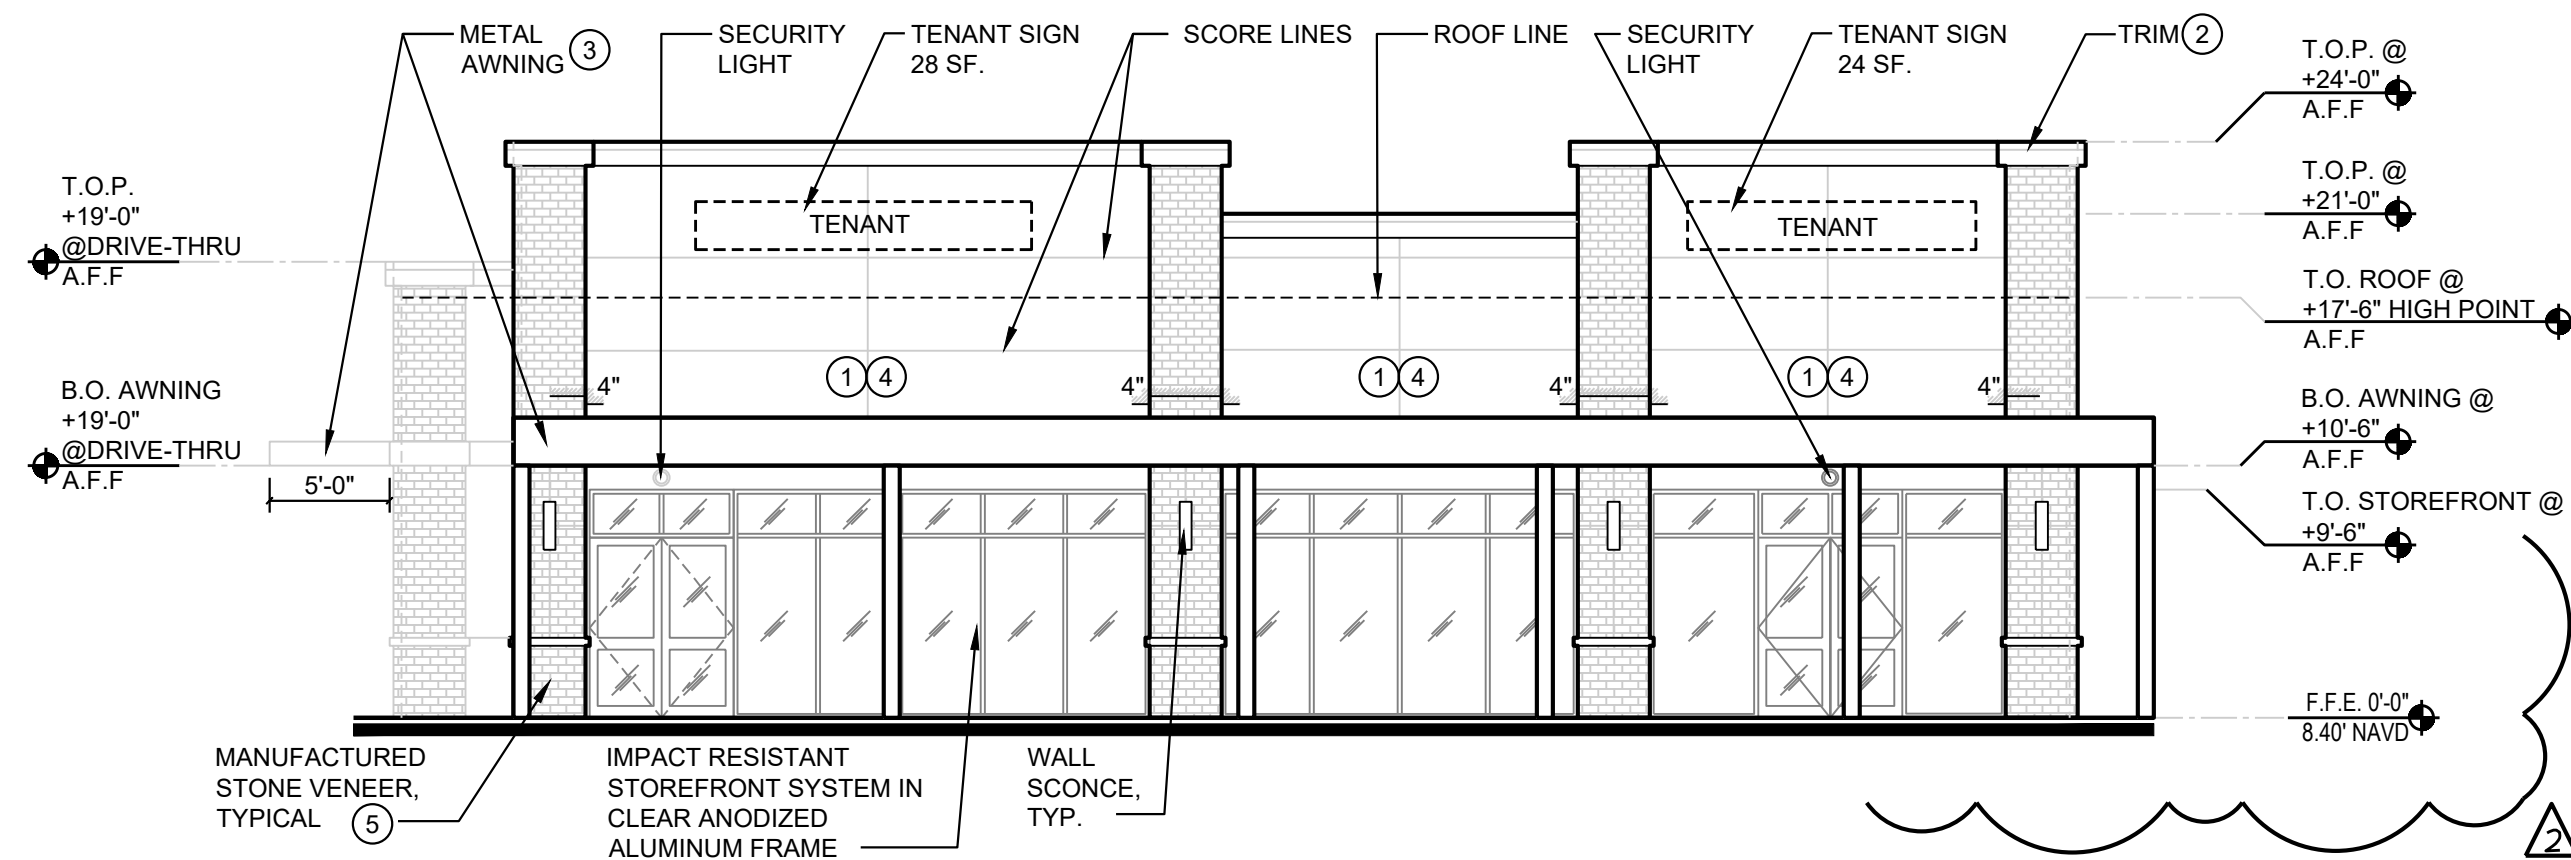 METAL
AWNING 3
SECURITY
LIGHT
TENANT SIGN
28 SF.
SCORE LINES
ROOF LINE
SECURITY
LIGHT
TENANT SIGN
24 SF.
TRIM 2
T.O.P. @
+24'-0"
A.F.F
T.O.P. @
+21'-0"
A.F.F
T.O. ROOF @
+17'-6" HIGH POINT
A.F.F
B.O. AWNING @
+10'-6"
A.F.F
T.O. STOREFRONT @
+9'-6"
A.F.F
F.F.E. 0'-0"
8.40' NAVD
T.O.P.
+19'-0"
@DRIVE-THRU
A.F.F
B.O. AWNING
+19'-0"
@DRIVE-THRU
A.F.F
5'-0"
TENANT
TENANT
1 4
1 4
1 4
4"
4"
4"
4"
MANUFACTURED
STONE VENEER,
TYPICAL 5
IMPACT RESISTANT
STOREFRONT SYSTEM IN
CLEAR ANODIZED
ALUMINUM FRAME
WALL
SCONCE,
TYP.
2